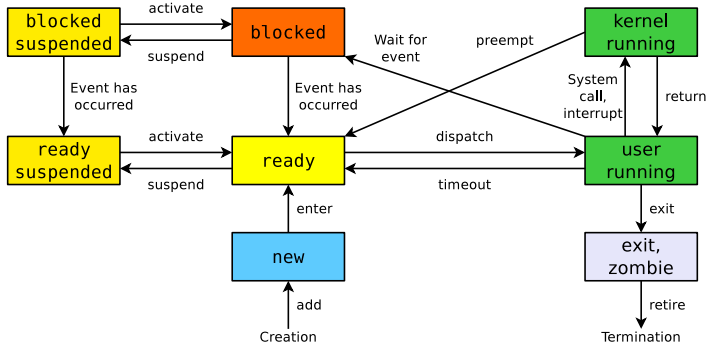 activate
blocked
suspended
suspend
blocked
Wait for
event
preempt
kernel
running
Event has
occurred
Event has
occurred
System
call,
interrupt
return
ready
suspended
activate
suspend
ready
dispatch
timeout
user
running
enter
exit
new
exit,
zombie
add
retire
Creation
Termination